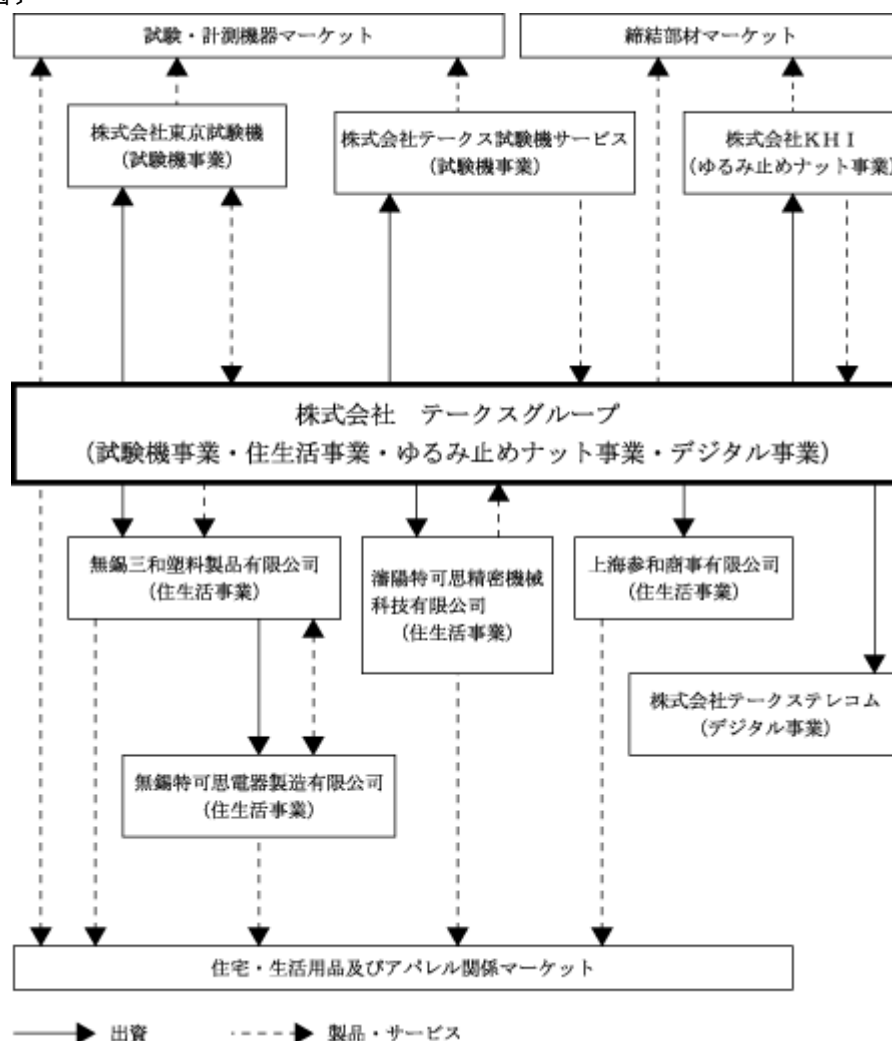 試験・計測機器マーケット
締結部材マーケット
株式会社東京試験機
(試験機事業)
株式会社テークス試験機サービス
(試験機事業)
株式会社KHI
(ゆるみ止めナット事業)
株式会社 テークスグループ
(試験機事業・住生活事業・ゆるみ止めナット事業・デジタル事業)
無錫三和塑料製品有限公司
(住生活事業)
瀋陽特可思精密機械
科技有限公司
(住生活事業)
上海参和商事有限公司
(住生活事業)
株式会社テークステレコム
(デジタル事業)
無錫特可思電器製造有限公司
(住生活事業)
住宅・生活用品及びアパレル関係マーケット
出資
製品・サービス